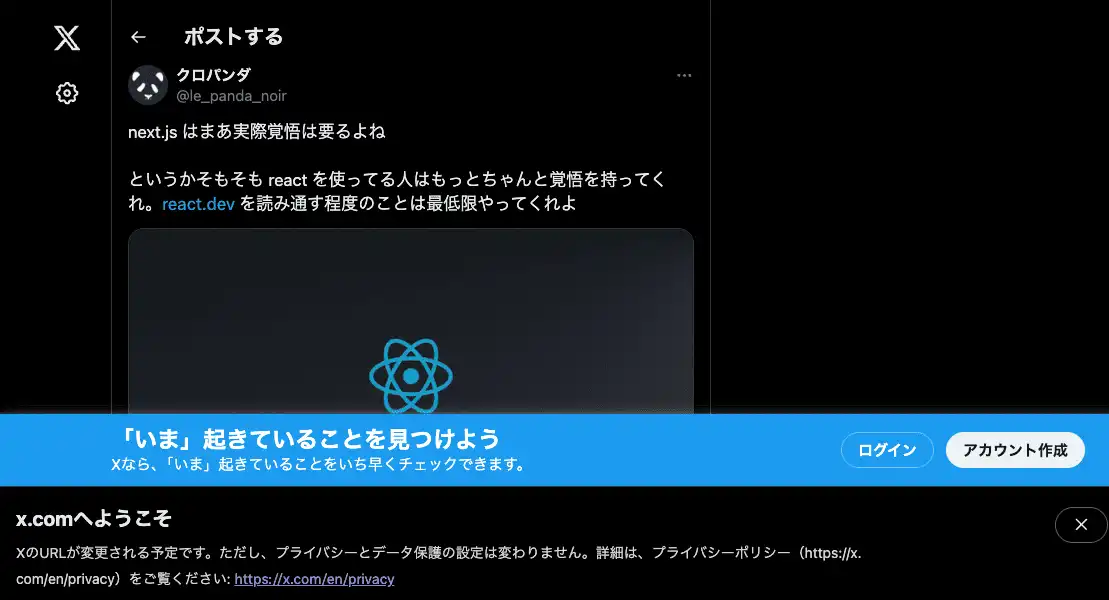 ポストする
クロパンダ
@le_panda_noir
next.js はまあ実際覚悟は要るよね
というかそもそも react を使ってる人はもっとちゃんと覚悟を持ってく
れ。react.dev を読み通す程度のことは最低限やってくれよ
「いま」起きていることを見つけよう
Xなら、「いま」起きていることをいち早くチェックできます。
ログイン
アカウント作成
x.comへようこそ
XのURLが変更される予定です。ただし、プライバシーとデータ保護の設定は変わりません。詳細は、プライバシーポリシー（https://x.
com/en/privacy）をご覧ください: https://x.com/en/privacy